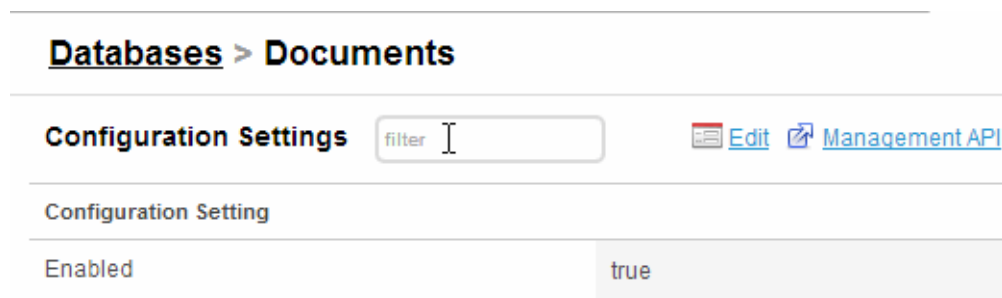 Databases > Documents
Configuration Settings filter Edit Management API
Configuration Setting
Enabled true